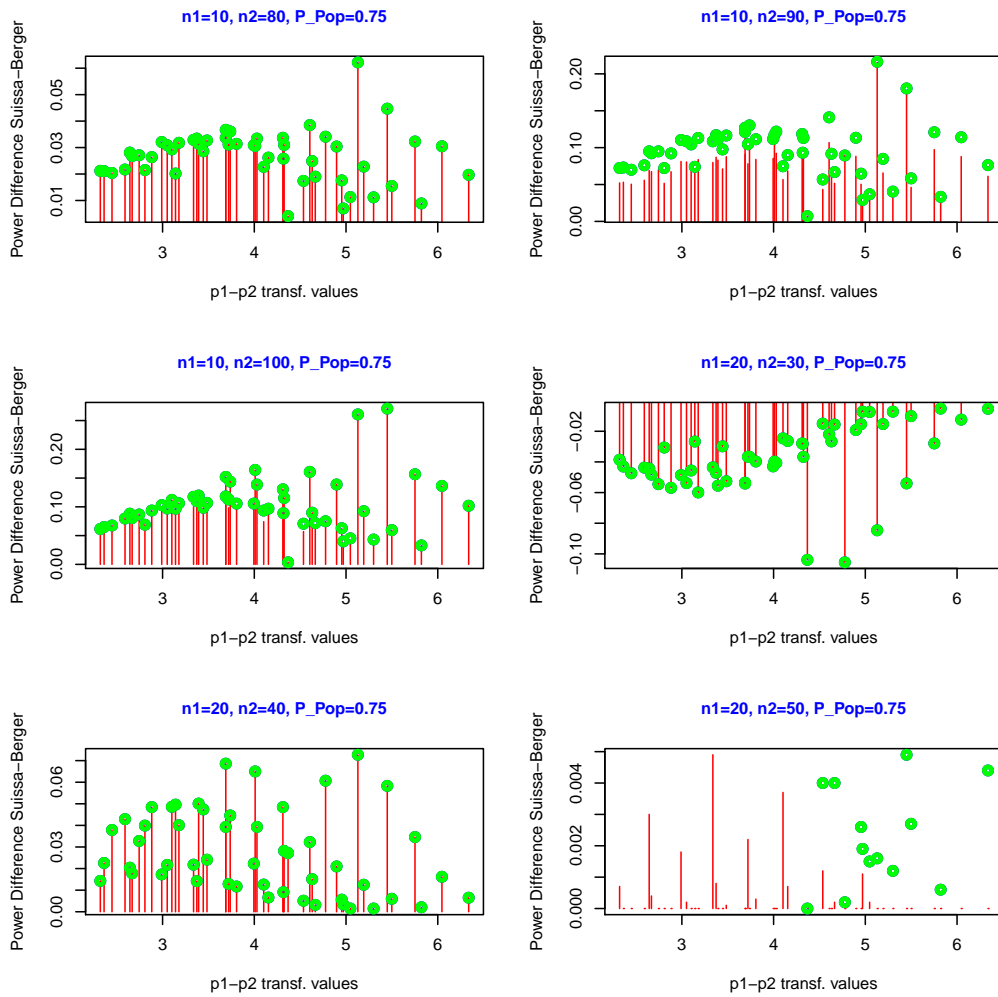 n1=10, n2=80, P_Pop=0.75
Power Difference Suissa−Berger
0.01
0.03
0.05
3 4 5 6
p1−p2 transf. values
n1=10, n2=90, P_Pop=0.75
Power Difference Suissa−Berger
0.00
0.10
0.20
3 4 5 6
p1−p2 transf. values
n1=10, n2=100, P_Pop=0.75
Power Difference Suissa−Berger
0.00
0.10
0.20
3 4 5 6
p1−p2 transf. values
n1=20, n2=30, P_Pop=0.75
Power Difference Suissa−Berger
−0.10
−0.06
−0.02
3 4 5 6
p1−p2 transf. values
n1=20, n2=40, P_Pop=0.75
Power Difference Suissa−Berger
0.00
0.03
0.06
3 4 5 6
p1−p2 transf. values
n1=20, n2=50, P_Pop=0.75
Power Difference Suissa−Berger
0.000
0.002
0.004
3 4 5 6
p1−p2 transf. values